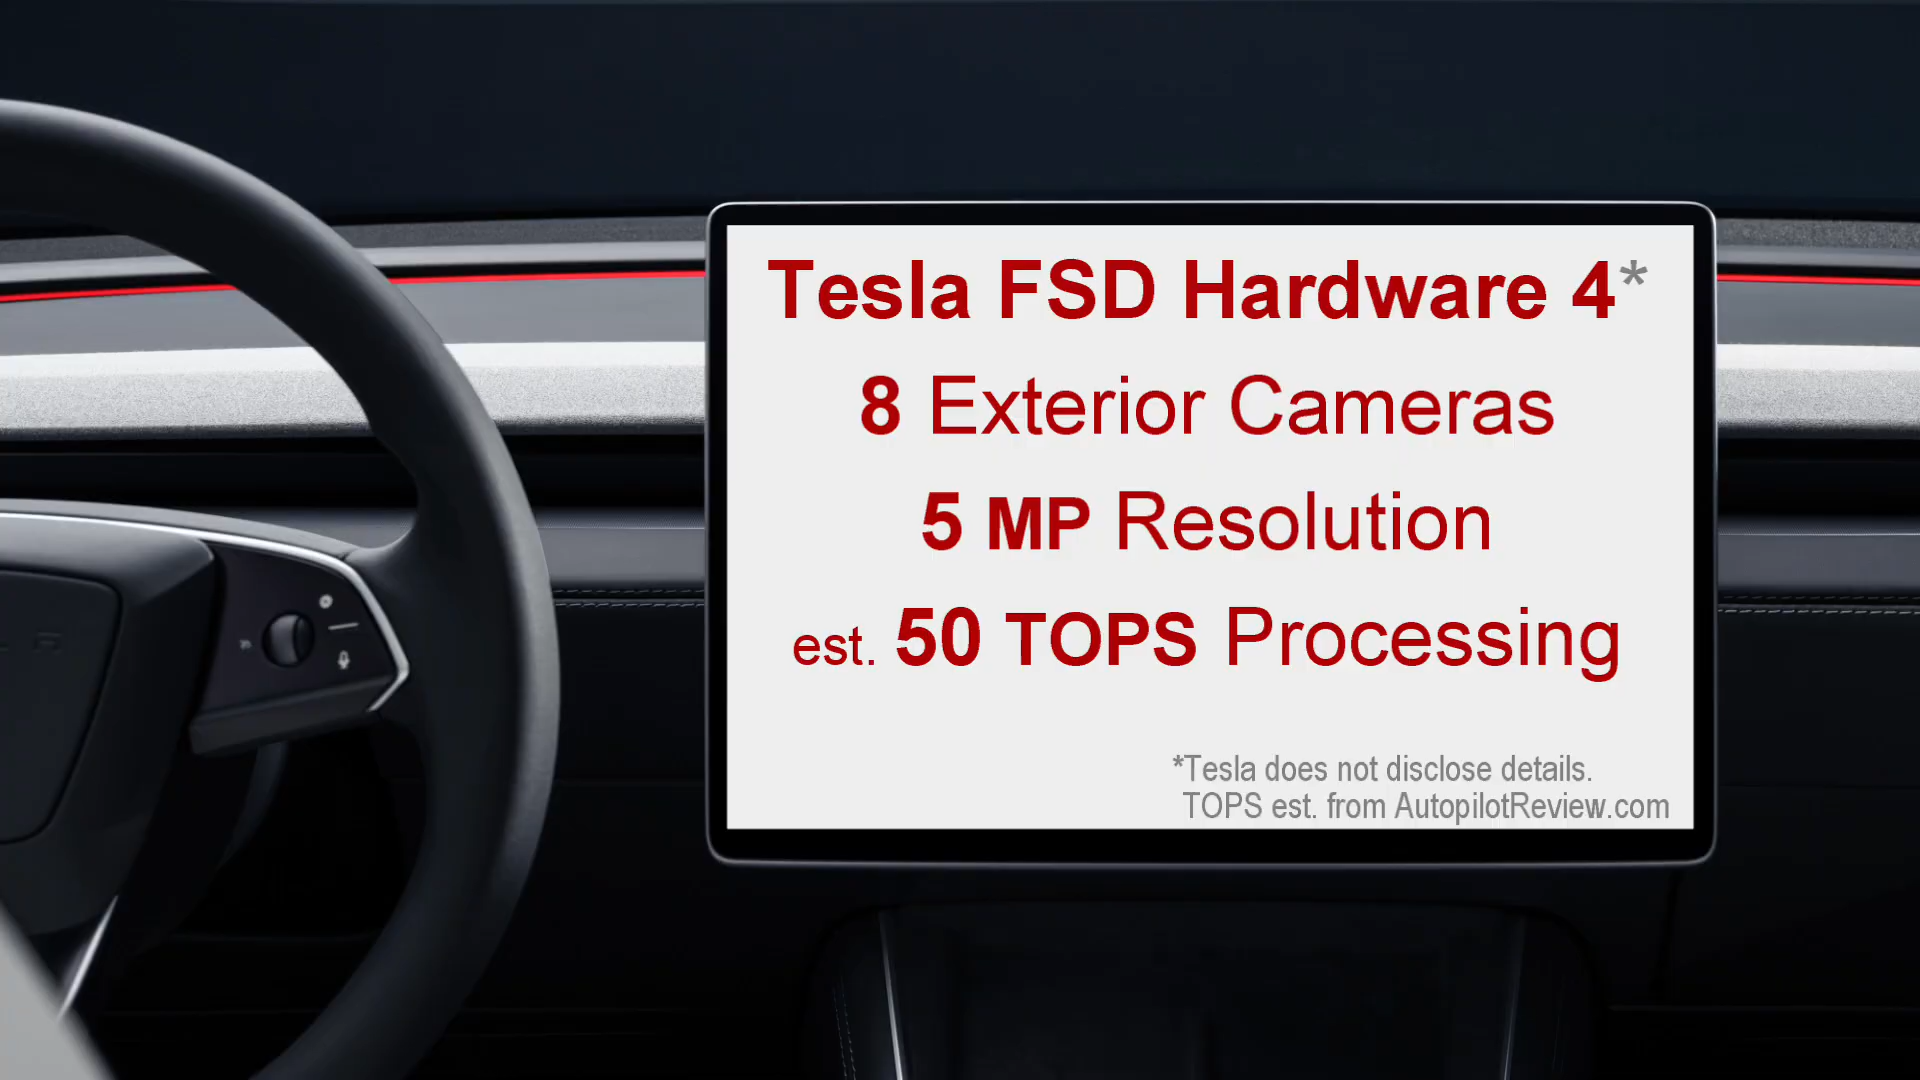 Tesla FSD Hardware 4*
8 Exterior Cameras
5 MP Resolution
est. 50 TOPS Processing
*Tesla does not disclose details.
TOPS est. from AutopilotReview.com